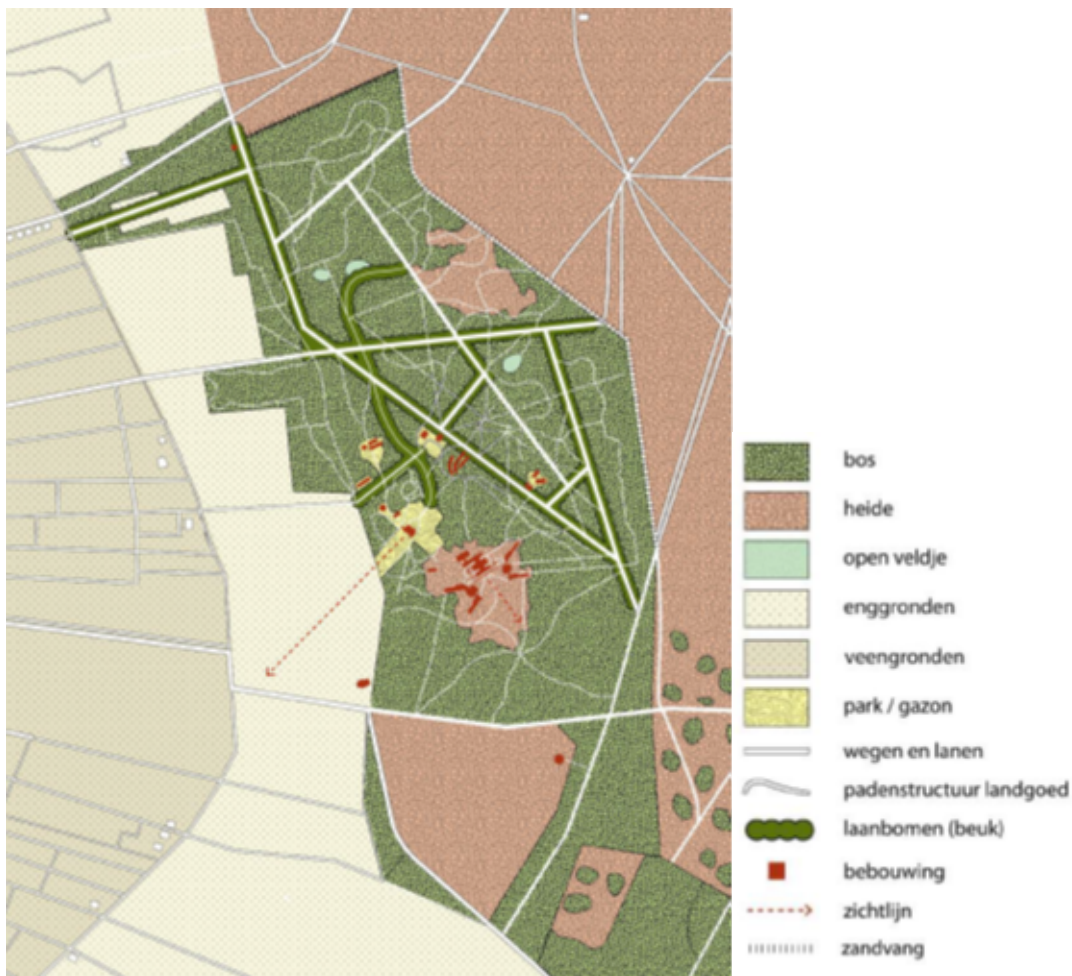 bos
heide
open veldje
enggronden
veengronden
park / gazon
wegen en lanen
padenstructuur landgoed
laanbomen (beuk)
bebouwing
zichtlijn
zandvang